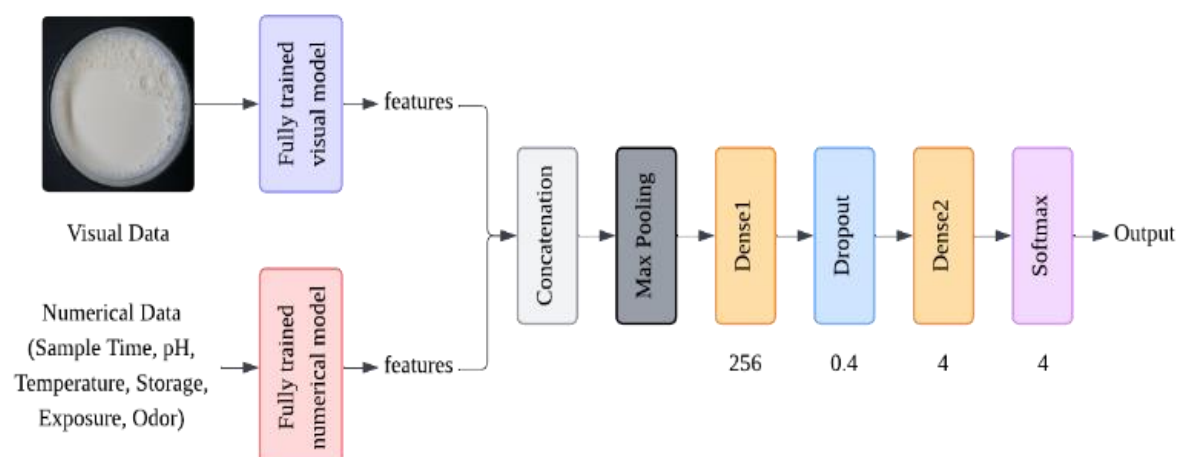 Fully trained
visual model
features
Visual Data
Numerical Data
(Sample Time, pH,
Temperature, Storage,
Exposure, Odor)
Fully trained
numerical model
features
Concatenation
Max Pooling
Dense1
256
Dropout
0.4
Dense2
4
Softmax
4
Output